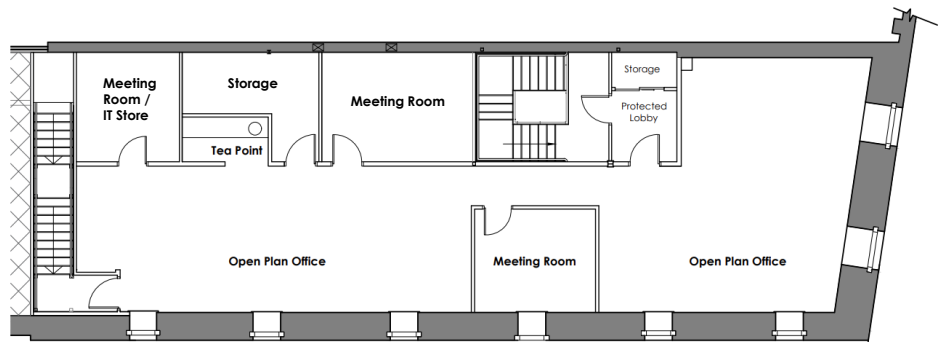 Meeting
Room /
IT Store
Storage
Tea Point
Meeting Room
Storage
Protected
Lobby
Open Plan Office
Meeting Room
Open Plan Office